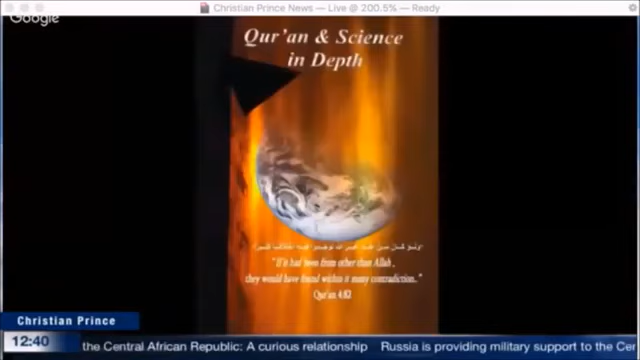 Christian Prince News — Live @ 200.5% — Ready
Google
Qur'an & Science
in Depth
"If it had been from other than Allah ,
they would have found within it many contradiction.."
Qur'an 4:82
Christian Prince
12:40
the Central African Republic: A curious relationship Russia is providing military support to the Cer